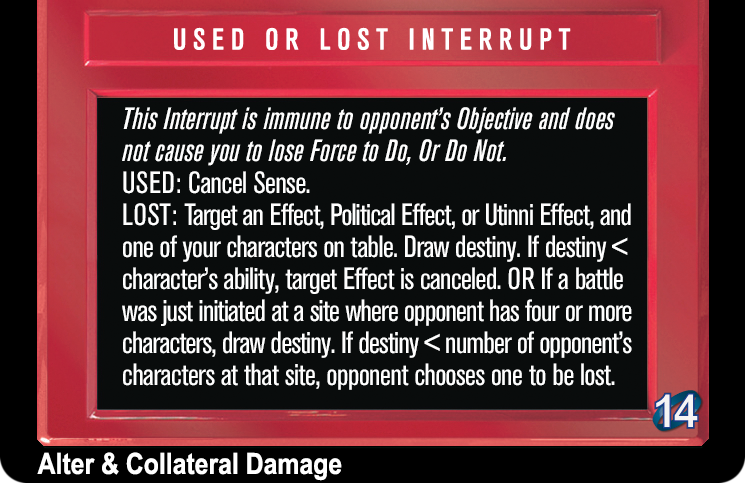 USED OR LOST INTERRUPT
This Interrupt is immune to opponent's Objective and does
not cause you to lose Force to Do, Or Do Not.
USED: Cancel Sense.
LOST: Target an Effect, Political Effect, or Utinni Effect, and
one of your characters on table. Draw destiny. If destiny <
character's ability, target Effect is canceled. OR If a battle
was just initiated at a site where opponent has four or more
characters, draw destiny. If destiny < number of opponent's
characters at that site, opponent chooses one to be lost.
14
Alter & Collateral Damage